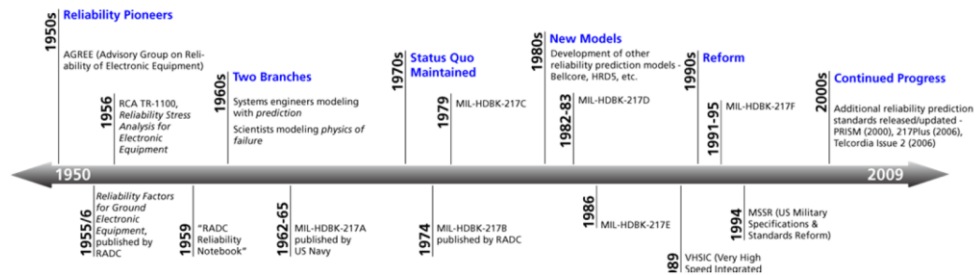 1950s
Reliability Pioneers
AGREE (Advisory Group on Reli-
ability of Electronic Equipment)
1956
RCA TR-1100,
Reliability Stress
Analysis for
Electronic
Equipment
1960s
Two Branches
Systems engineers modeling
with prediction
Scientists modeling physics of
failure
1970s
Status Quo
Maintained
1979
MIL-HDBK-217C
1980s
New Models
Development of other
reliability prediction models -
Bellcore, HRD5, etc.
1982-83
MIL-HDBK-217D
1990s
Reform
1991-95
MIL-HDBK-217F
2000s
Continued Progress
Additional reliability prediction
standards released/updated -
PRISM (2000), 217Plus (2006),
Telcordia Issue 2 (2006)
1950
2009
1955/6
Reliability Factors
for Ground
Electronic
Equipment,
published by
RADC
1959
"RADC
Reliability
Notebook"
1962-65
MIL-HDBK-217A
published by
US Navy
1974
MIL-HDBK-217B
published by RADC
1986
MIL-HDBK-217E
89
VHSIC (Very High
Speed Integrated
1994
MSSR (US Military
Specifications &
Standards Reform)